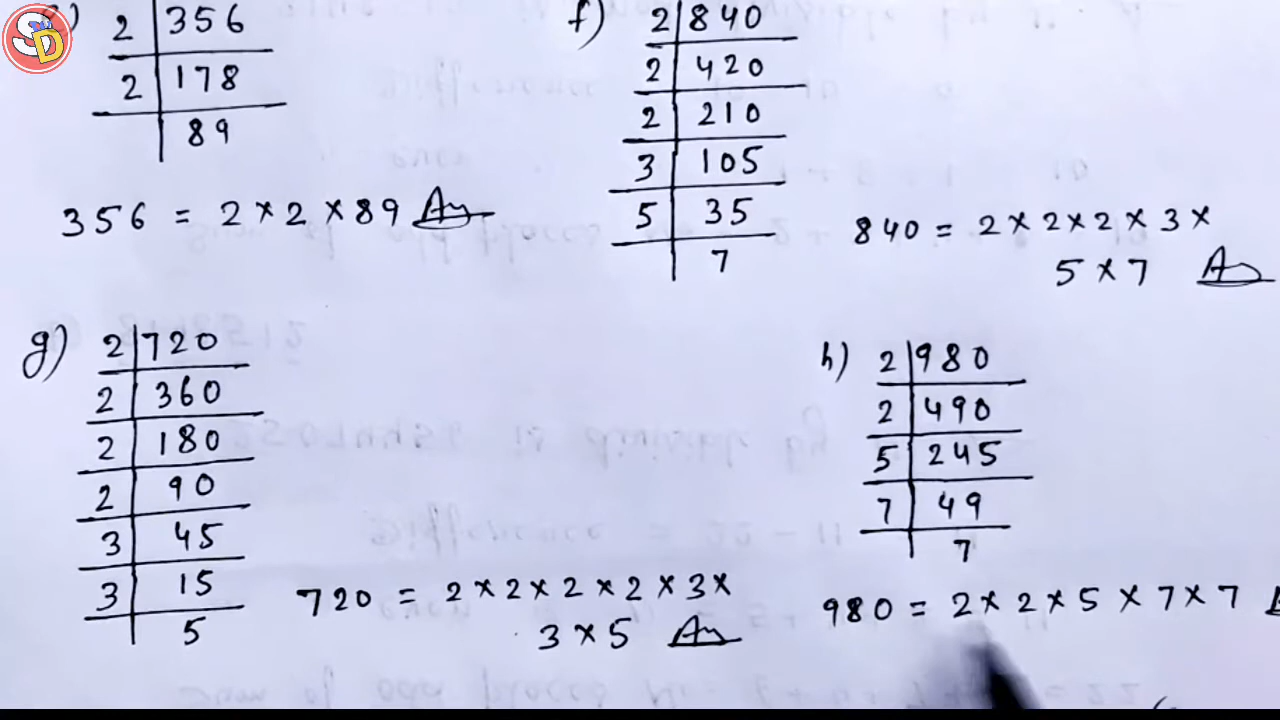 SD
e) 2 | 356
2 | 178
89
356 = 2 × 2 × 89 Ans
f) 2 | 840
2 | 420
2 | 210
3 | 105
5 | 35
7
840 = 2 × 2 × 2 × 3 ×
5 × 7 Ans
g) 2 | 720
2 | 360
2 | 180
2 | 90
3 | 45
3 | 15
5
720 = 2 × 2 × 2 × 2 × 3 ×
3 × 5 Ans
h) 2 | 980
2 | 490
5 | 245
7 | 49
7
980 = 2 × 2 × 5 × 7 × 7